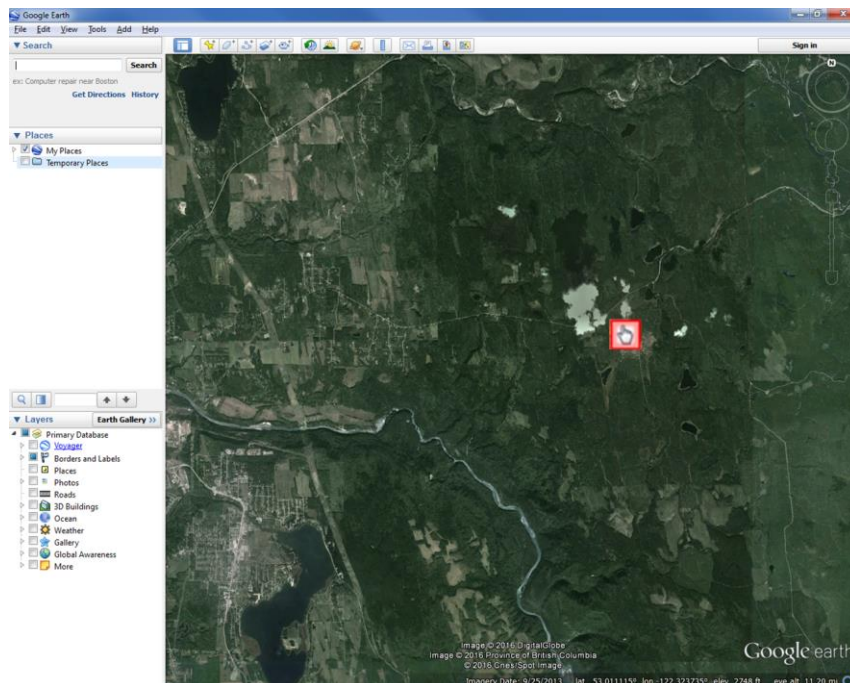 Google Earth
File Edit View Tools Add Help
Search
Sign in
Search
ex: Computer repair near Boston
Get Directions History
Places
My Places
Temporary Places
Layers
Earth Gallery >>
Primary Database
Voyager
Borders and Labels
Places
Photos
Roads
3D Buildings
Ocean
Weather
Gallery
Global Awareness
More
N
Image © 2016 DigitalGlobe
Image © 2016 Province of British Columbia
© 2016 Cnes/Spot Image
Google earth
Imagery Date: 9/25/2013 lat 53.011115° lon -122.323735° elev 2748 ft eye alt 11.20 mi